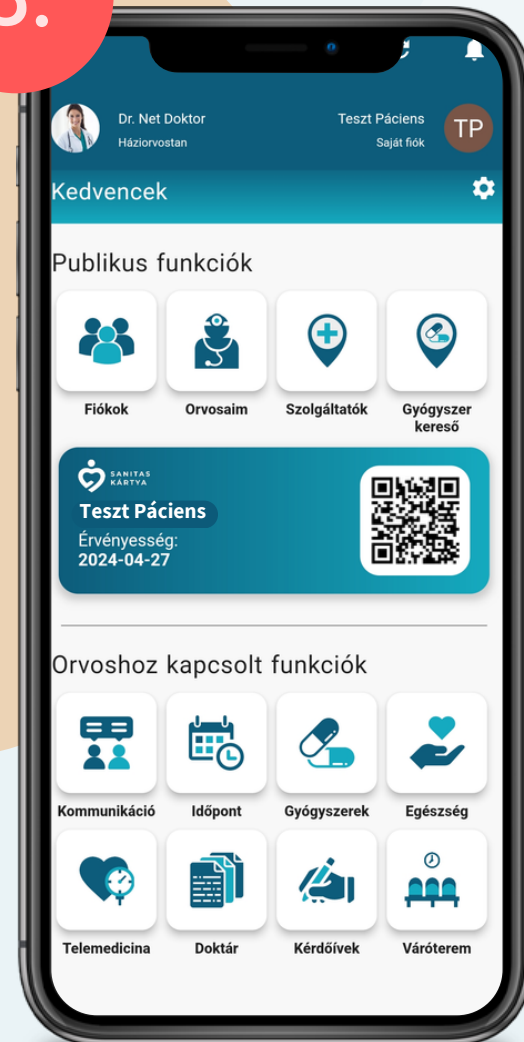 3.
Dr. Net Doktor
Háziorvostan
Teszt Páciens
Saját fiók
TP
Kedvencek
Publikus funkciók
Fiókok
Orvosaim
Szolgáltatók
Gyógyszer
kereső
SANITAS
KÁRTYA
Teszt Páciens
Érvényesség:
2024-04-27
Orvoshoz kapcsolt funkciók
Kommunikáció
Időpont
Gyógyszerek
Egészség
Telemedicina
Doktár
Kérdőívek
Váróterem